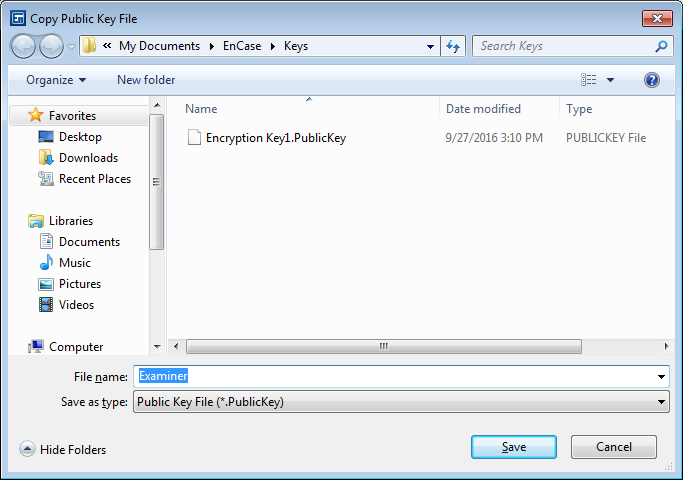 Copy Public Key File
« My Documents EnCase Keys Search Keys
Organize New folder ?
Name Date modified Type
Encryption Key1.PublicKey 9/27/2016 3:10 PM PUBLICKEY File
Favorites
Desktop
Downloads
Recent Places
Libraries
Documents
Music
Pictures
Videos
Computer
File name: Examiner
Save as type: Public Key File (*.PublicKey)
Hide Folders Save Cancel